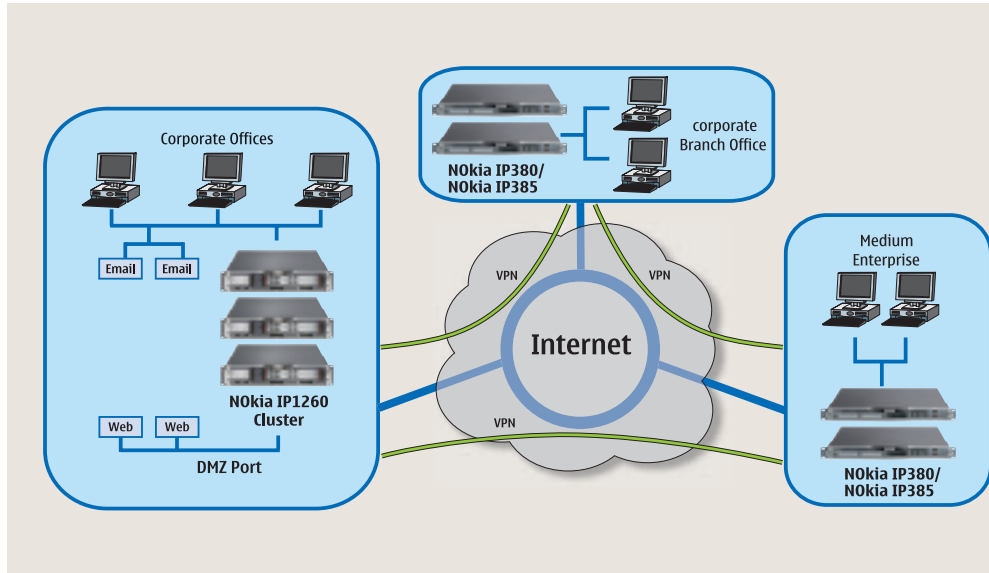 Corporate Offices
Email
Email
NOkia IP1260
Cluster
Web
Web
DMZ Port
NOkia IP380/
NOkia IP385
corporate
Branch Office
VPN
VPN
Internet
VPN
Medium
Enterprise
NOkia IP380/
NOkia IP385